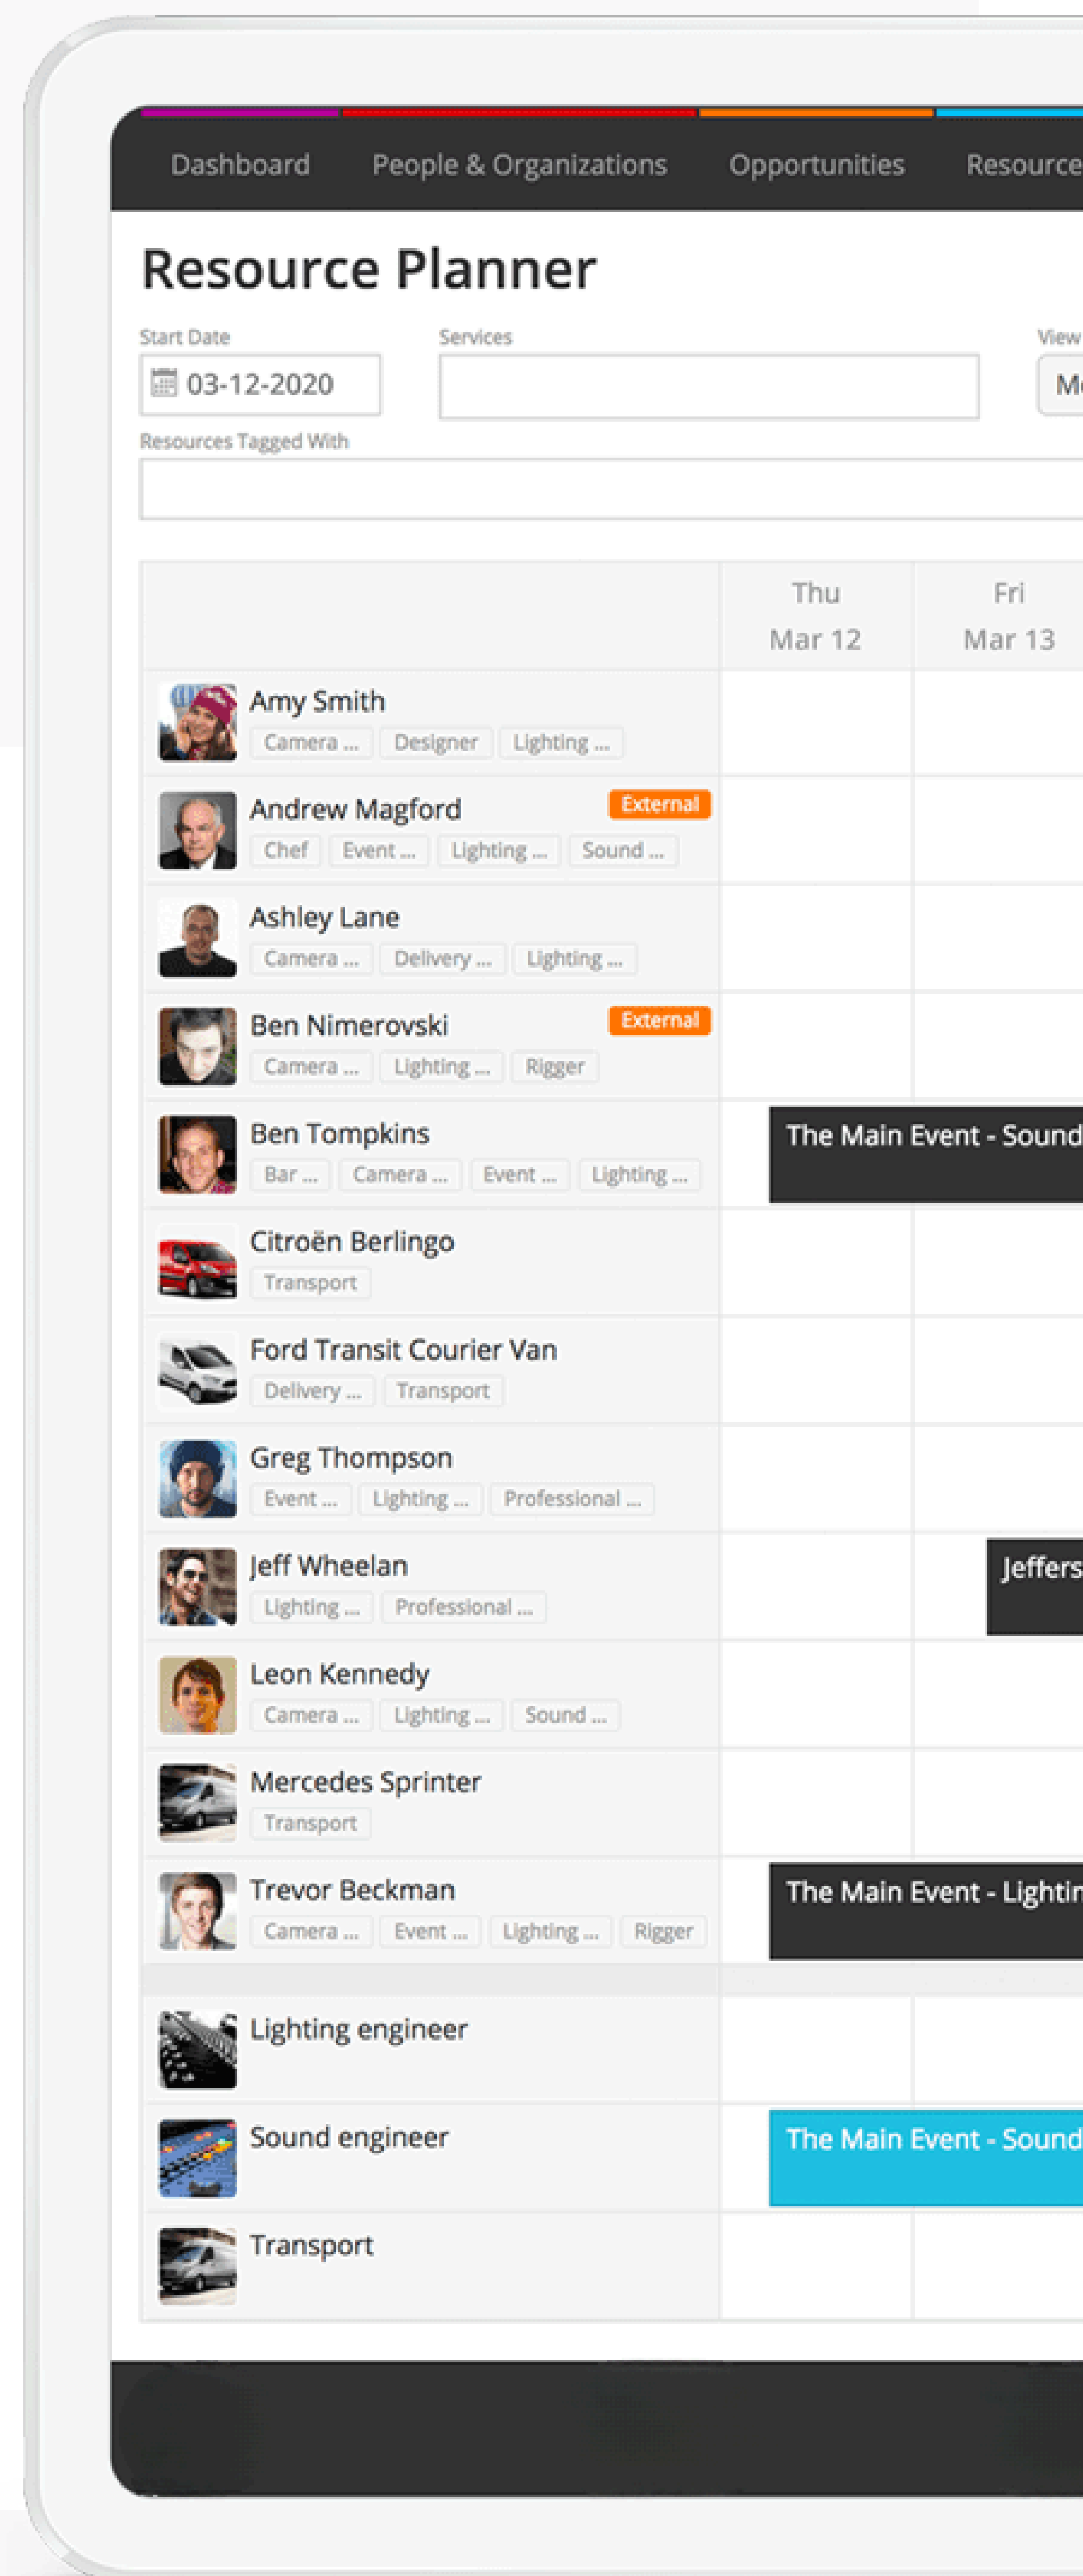 Dashboard People & Organizations Opportunities Resource
Resource Planner
Start Date Services View
03-12-2020
Resources Tagged With
Thu Fri
Mar 12 Mar 13
Amy Smith
Camera ... Designer Lighting ...
Andrew Magford External
Chef Event ... Lighting ... Sound ...
Ashley Lane
Camera ... Delivery ... Lighting ...
Ben Nimerovski External
Camera ... Lighting ... Rigger
Ben Tompkins The Main Event - Sound
Bar ... Camera ... Event ... Lighting ...
Citroën Berlingo
Transport
Ford Transit Courier Van
Delivery ... Transport
Greg Thompson
Event ... Lighting ... Professional ...
Jeff Wheelan Jeffers
Lighting ... Professional ...
Leon Kennedy
Camera ... Lighting ... Sound ...
Mercedes Sprinter
Transport
Trevor Beckman The Main Event - Lightin
Camera ... Event ... Lighting ... Rigger
Lighting engineer
Sound engineer The Main Event - Sound
Transport